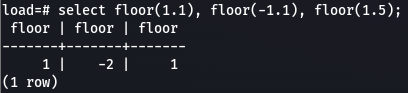 load=# select floor(1.1), floor(-1.1), floor(1.5);
 floor | floor | floor
-------+-------+-------
     1 |    -2 |     1
(1 row)